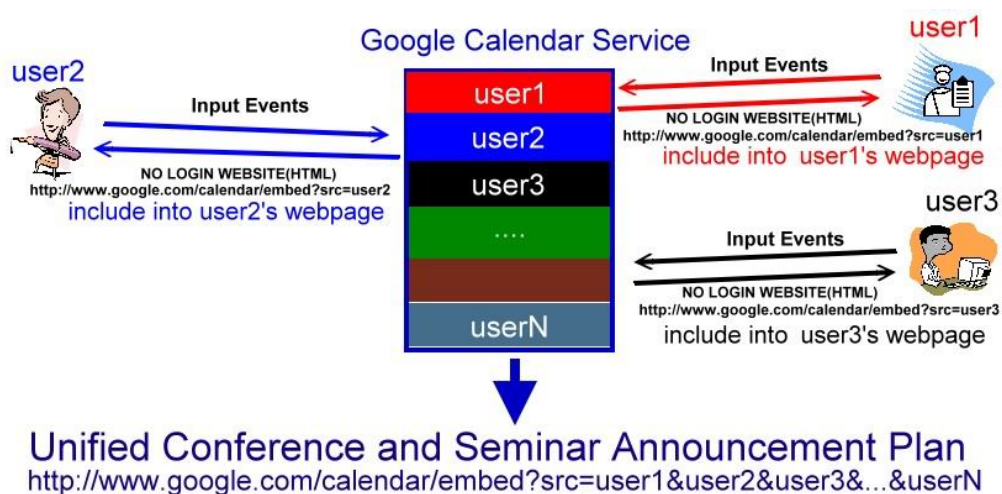 Google Calendar Service
user2
Input Events
NO LOGIN WEBSITE(HTML)
http://www.google.com/calendar/embed?src=user2
include into user2's webpage
user1
user2
user3
....
userN
user1
Input Events
NO LOGIN WEBSITE(HTML)
http://www.google.com/calendar/embed?src=user1
include into user1's webpage
user3
Input Events
NO LOGIN WEBSITE(HTML)
http://www.google.com/calendar/embed?src=user3
include into user3's webpage
Unified Conference and Seminar Announcement Plan
http://www.google.com/calendar/embed?src=user1&user2&user3&...&userN